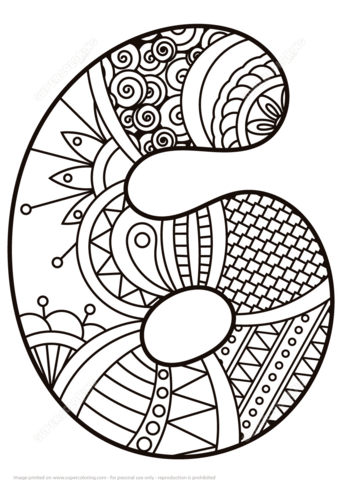 6
Image printed on www.supercoloring.com - for personal use only - reproduction is prohibited